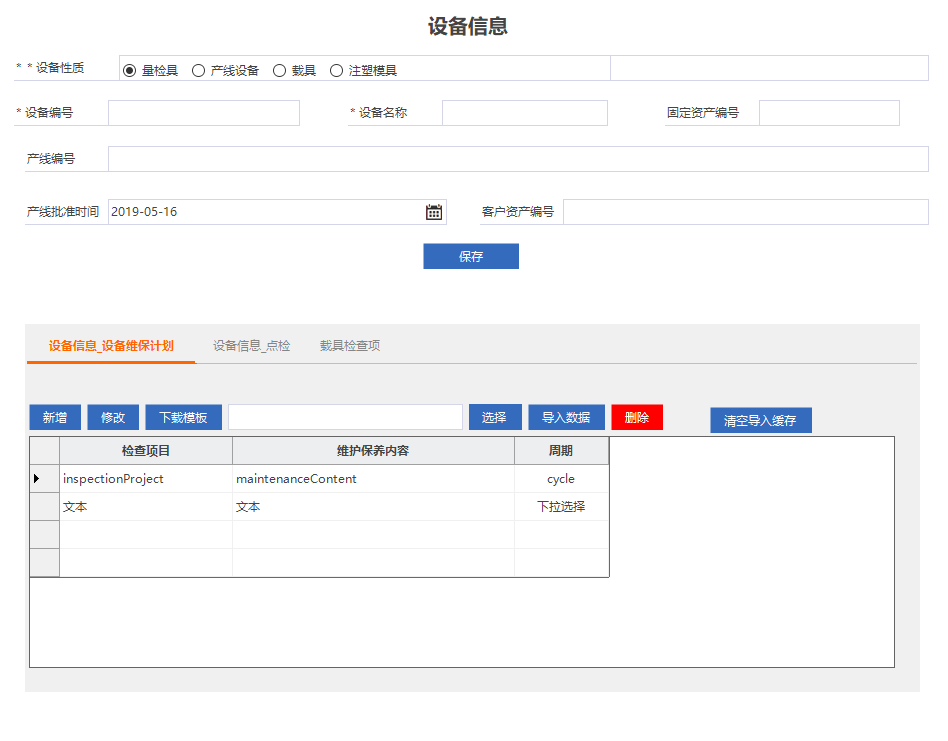 设备信息
* * 设备性质 量检具 产线设备 载具 注塑模具
* 设备编号 * 设备名称 固定资产编号
产线编号
产线批准时间 2019-05-16 客户资产编号
保存
设备信息_设备维保计划 设备信息_点检 载具检查项
新增 修改 下载模板 选择 导入数据 删除 清空导入缓存
检查项目 维护保养内容 周期
inspectionProject maintenanceContent cycle
文本 文本 下拉选择